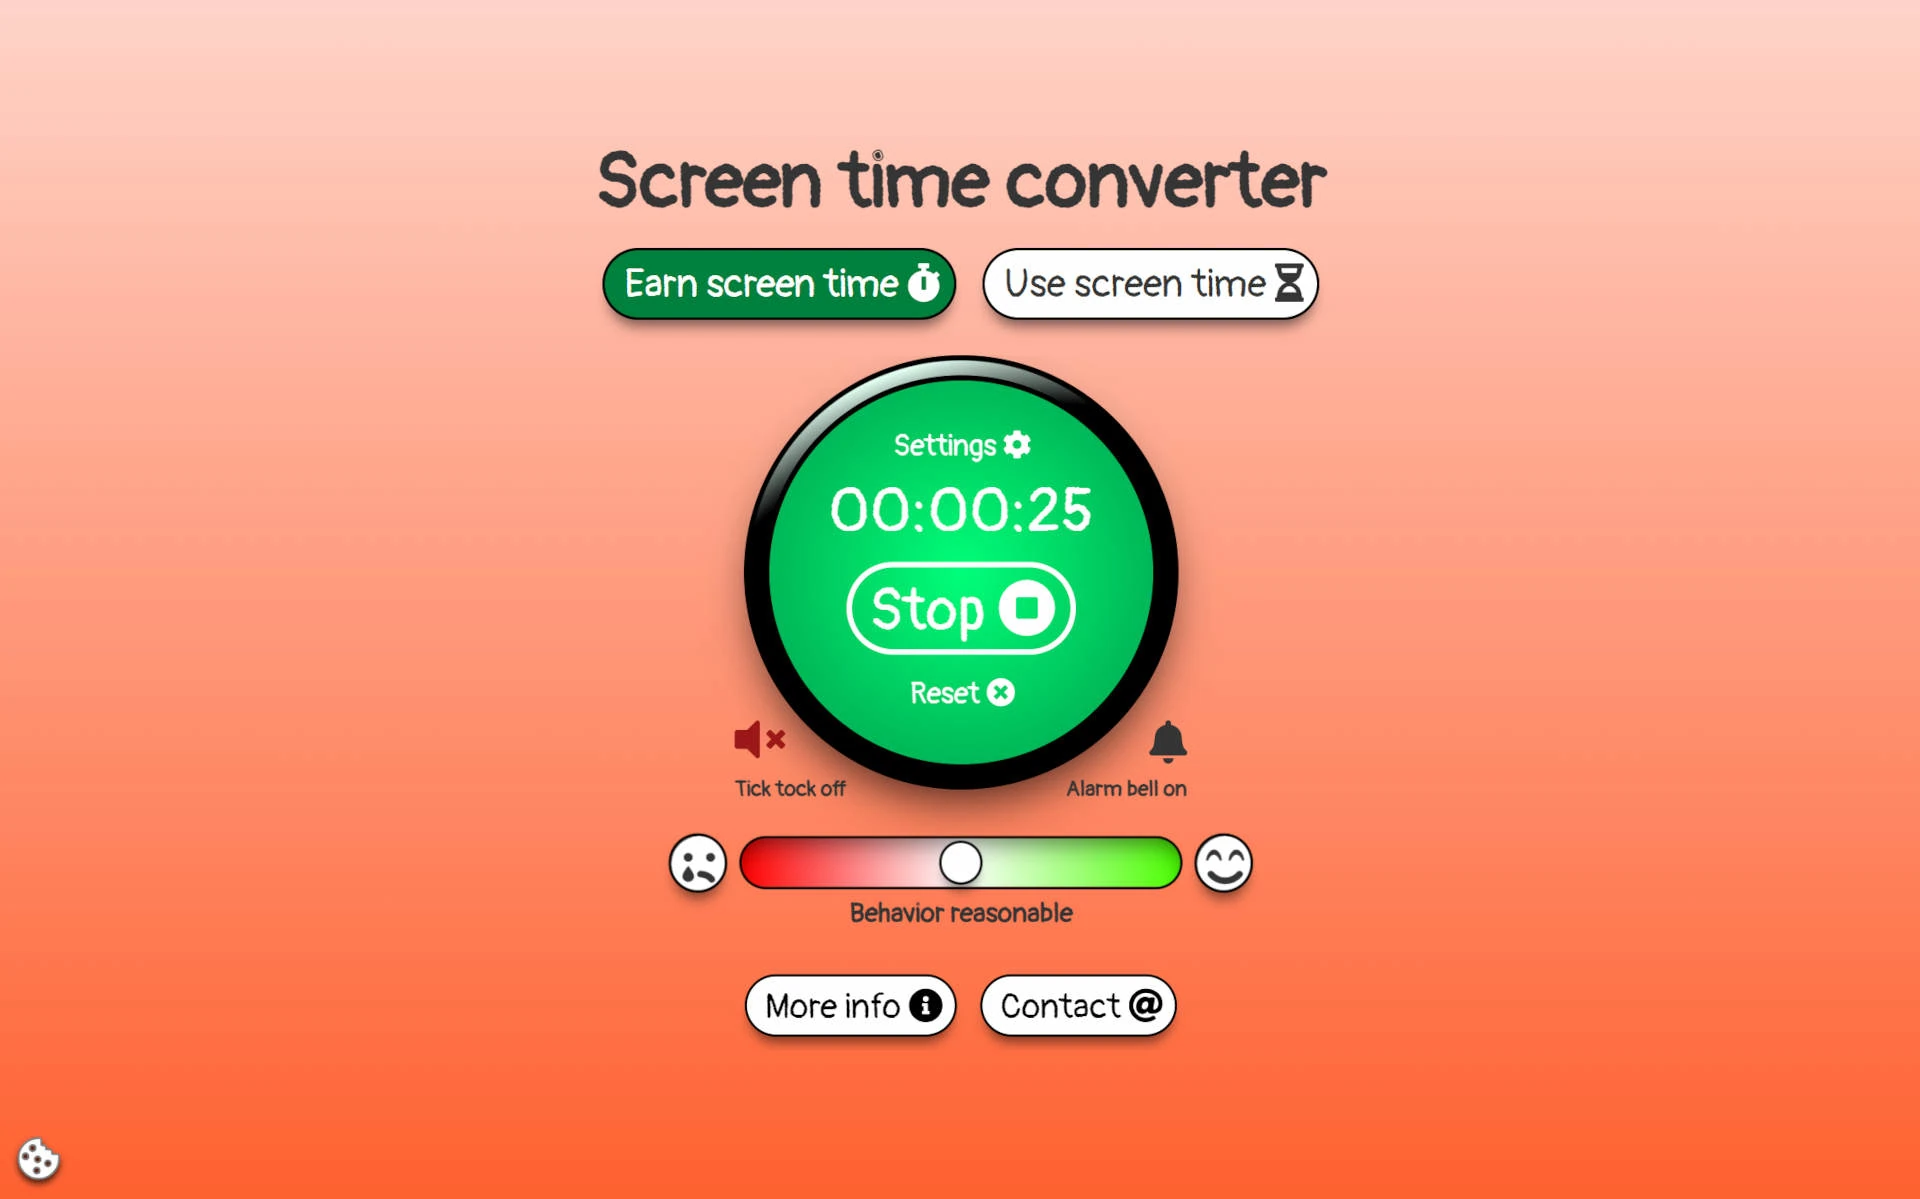 Screen time converter
Earn screen time
Use screen time
Settings
00:00:25
Stop
Reset
Tick tock off
Alarm bell on
Behavior reasonable
More info
Contact @